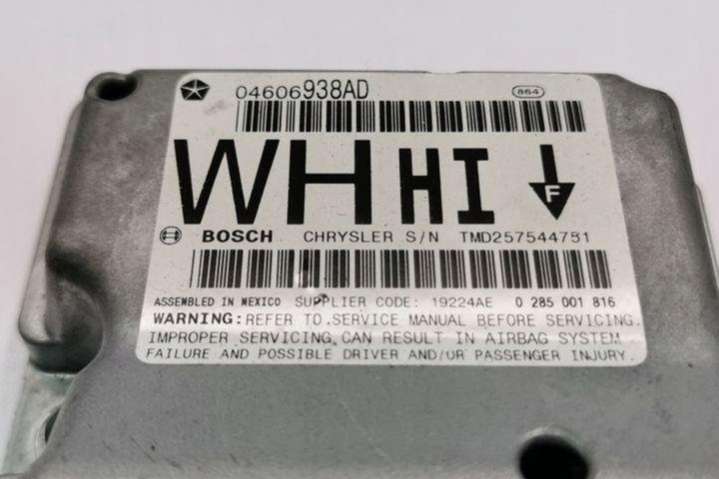 04606938AD 864
WH HI F
BOSCH CHRYSLER S/N TMD257544751
ASSEMBLED IN MEXICO SUPPLIER CODE: 19224AE 0 285 001 816
WARNING: REFER TO SERVICE MANUAL BEFORE SERVICING.
IMPROPER SERVICING, CAN RESULT IN AIRBAG SYSTEM
FAILURE AND POSSIBLE DRIVER AND/OR PASSENGER INJURY.